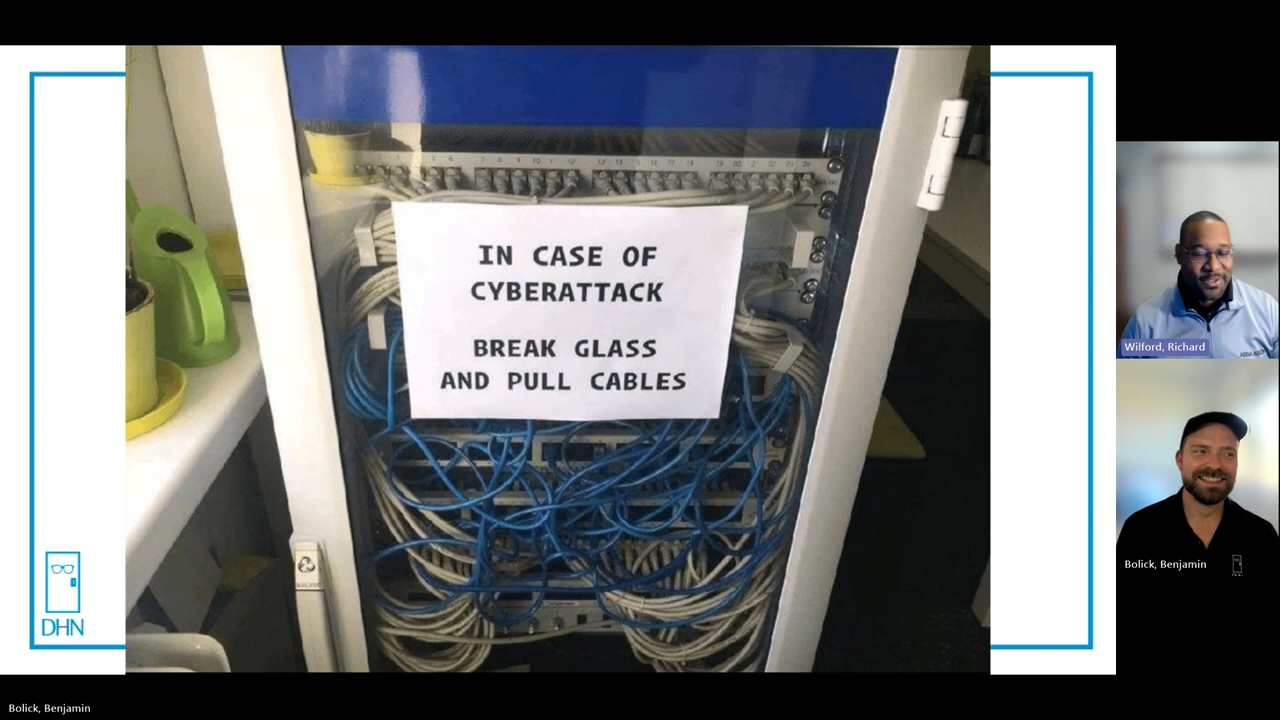 IN CASE OF
CYBERATTACK
BREAK GLASS
AND PULL CABLES
DHN
Wilford, Richard
Bolick, Benjamin
Bolick, Benjamin